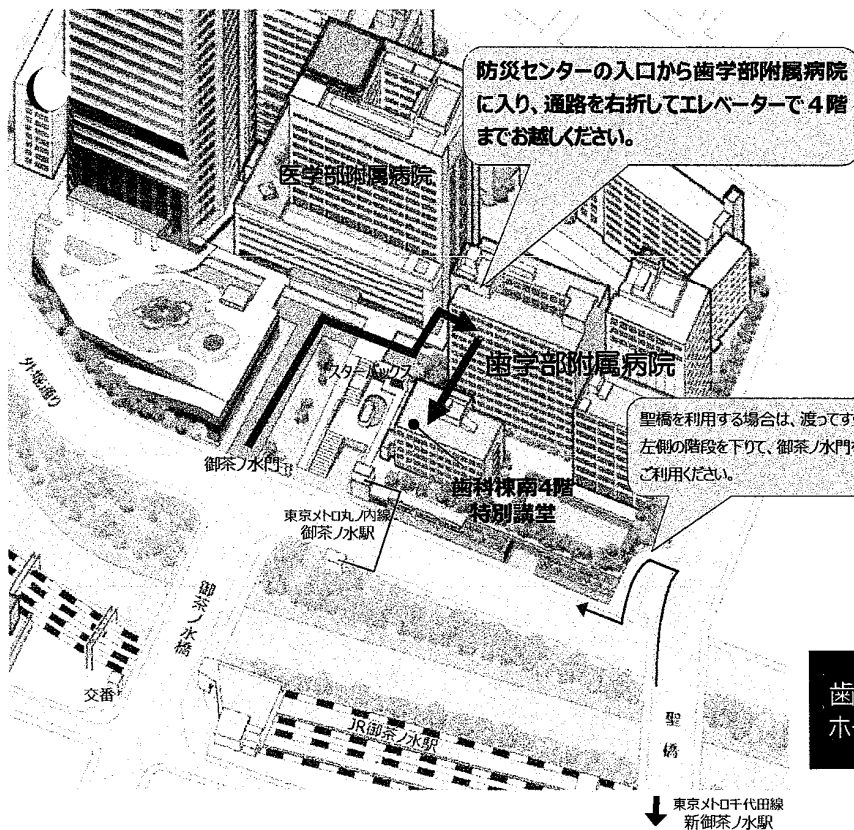 防災センターの入口から歯学部附属病院
に入り、通路を右折してエレベーターで4階
までお越しください。
医学部附属病院
外堀通り
スターバックス
歯学部附属病院
聖橋を利用する場合は、渡ってす
左側の階段を下りて、御茶ノ水門
ご利用ください。
御茶ノ水門
歯科棟南4階
特別講堂
東京メトロ丸ノ内線
御茶ノ水駅
御茶ノ水橋
交番
JR御茶ノ水駅
聖橋
歯
ホ
東京メトロ千代田線
新御茶ノ水駅